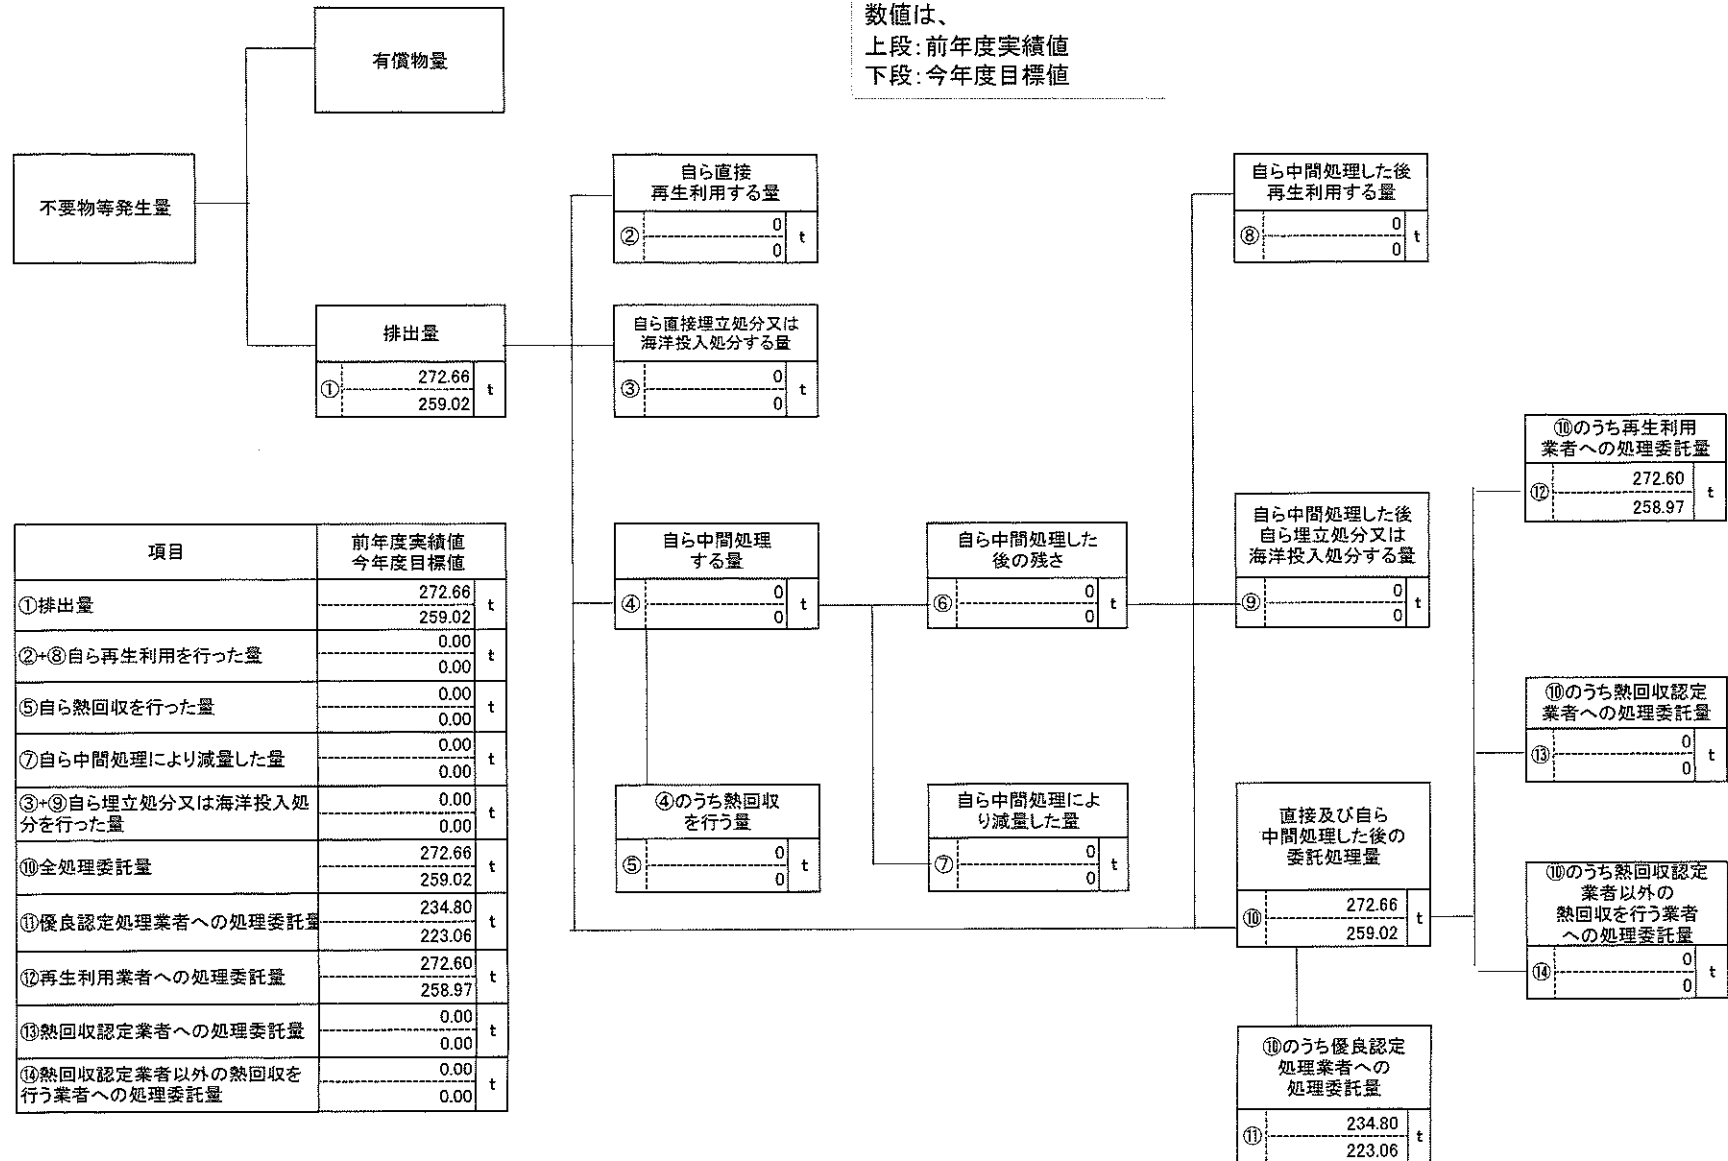 数値は、
上段:前年度実績値
下段:今年度目標値
有償物量
不要物等発生量
排出量
① 272.66 t
259.02
自ら直接
再生利用する量
② 0 t
0
自ら直接埋立処分又は
海洋投入処分する量
③ 0 t
0
自ら中間処理
する量
④ 0 t
0
④のうち熱回収
を行う量
⑤ 0 t
0
自ら中間処理した
後の残さ
⑥ 0 t
0
自ら中間処理によ
り減量した量
⑦ 0 t
0
自ら中間処理した後
再生利用する量
⑧ 0 t
0
自ら中間処理した後
自ら埋立処分又は
海洋投入処分する量
⑨ 0 t
0
直接及び自ら
中間処理した後の
委託処理量
⑩ 272.66 t
259.02
⑩のうち優良認定
処理業者への
処理委託量
⑪ 234.80 t
223.06
⑩のうち再生利用
業者への処理委託量
⑫ 272.60 t
258.97
⑩のうち熱回収認定
業者への処理委託量
⑬ 0 t
0
⑩のうち熱回収認定
業者以外の
熱回収を行う業者
への処理委託量
⑭ 0 t
0
項目 前年度実績値
今年度目標値
①排出量 272.66 t
259.02
②+⑧自ら再生利用を行った量 0.00 t
0.00
⑤自ら熱回収を行った量 0.00 t
0.00
⑦自ら中間処理により減量した量 0.00 t
0.00
③+⑨自ら埋立処分又は海洋投入処 0.00 t
分を行った量 0.00
⑩全処理委託量 272.66 t
259.02
⑪優良認定処理業者への処理委託量 234.80 t
223.06
⑫再生利用業者への処理委託量 272.60 t
258.97
⑬熱回収認定業者への処理委託量 0.00 t
0.00
⑭熱回収認定業者以外の熱回収を 0.00 t
行う業者への処理委託量 0.00